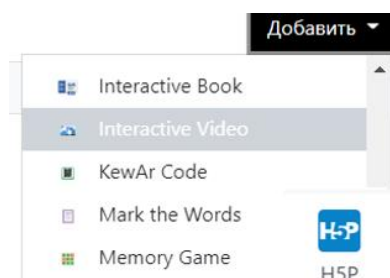 Добавить
Interactive Book
Interactive Video
KewAr Code
Mark the Words
Memory Game
H5P
H5P